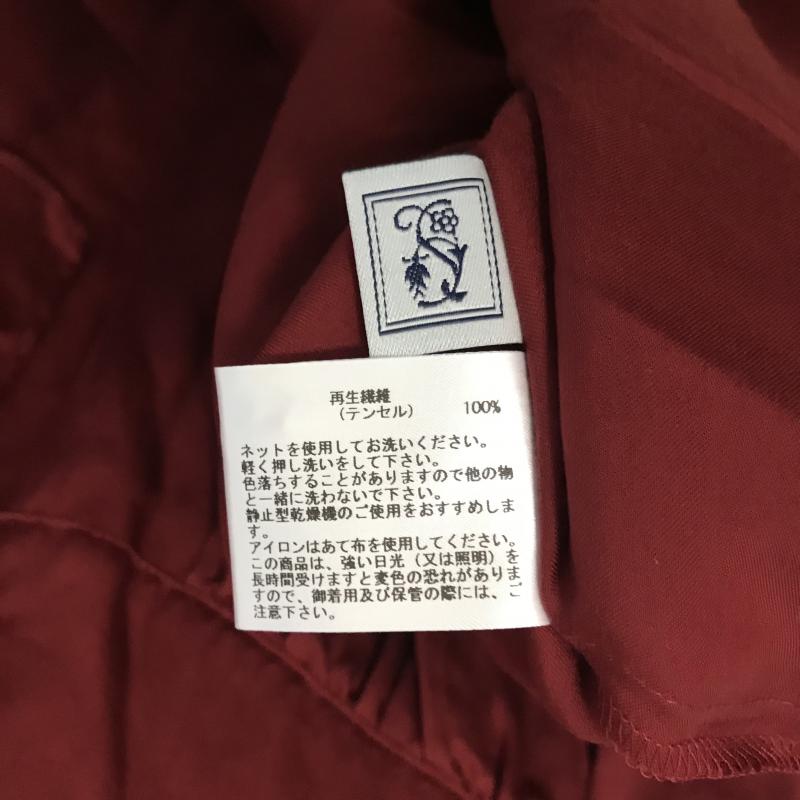 再生繊維
(テンセル) 100%
ネットを使用してお洗いください。
軽く押し洗いをして下さい。
色落ちすることがありますので他の物
と一緒に洗わないで下さい。
静止型乾燥機のご使用をおすすめしま
す。
アイロンはあて布を使用してください。
この商品は、強い日光(又は照明)を
長時間受けますと変色の恐れがありま
すので、御着用及び保管の際には、ご
注意下さい。